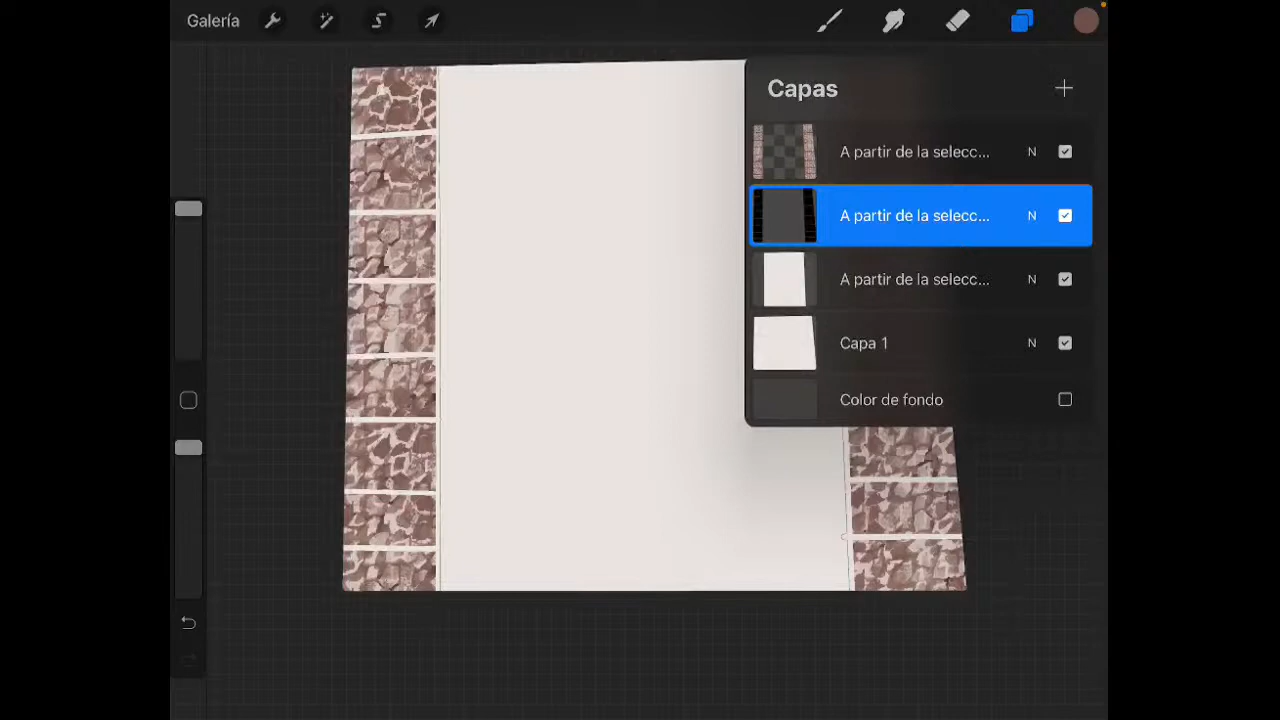 Galería
Capas
A partir de la selecc... N
A partir de la selecc... N
A partir de la selecc... N
Capa 1 N
Color de fondo